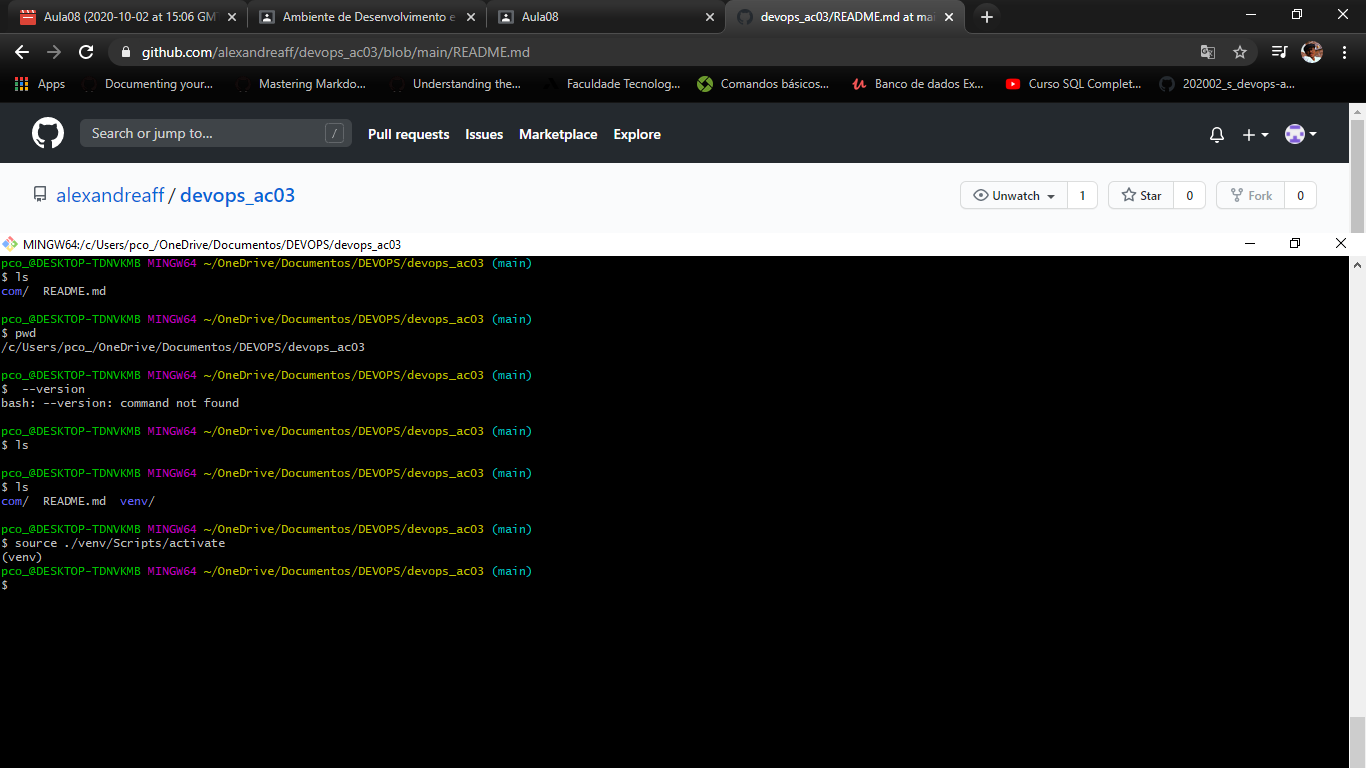 Aula08 (2020-10-02 at 15:06 GM
Ambiente de Desenvolvimento e
Aula08
devops_ac03/README.md at mai
github.com/alexandreaff/devops_ac03/blob/main/README.md
Apps
Documenting your...
Mastering Markdo...
Understanding the...
Faculdade Tecnolog...
Comandos básicos...
Banco de dados Ex...
Curso SQL Complet...
202002_s_devops-a...
Search or jump to...
/
Pull requests
Issues
Marketplace
Explore
alexandreaff / devops_ac03
Unwatch
1
Star
0
Fork
0
MINGW64:/c/Users/pco_/OneDrive/Documentos/DEVOPS/devops_ac03
pco_@DESKTOP-TDNVKMB MINGW64 ~/OneDrive/Documentos/DEVOPS/devops_ac03 (main)
$ ls
com/  README.md
pco_@DESKTOP-TDNVKMB MINGW64 ~/OneDrive/Documentos/DEVOPS/devops_ac03 (main)
$ pwd
/c/Users/pco_/OneDrive/Documentos/DEVOPS/devops_ac03
pco_@DESKTOP-TDNVKMB MINGW64 ~/OneDrive/Documentos/DEVOPS/devops_ac03 (main)
$  --version
bash: --version: command not found
pco_@DESKTOP-TDNVKMB MINGW64 ~/OneDrive/Documentos/DEVOPS/devops_ac03 (main)
$ ls
pco_@DESKTOP-TDNVKMB MINGW64 ~/OneDrive/Documentos/DEVOPS/devops_ac03 (main)
$ ls
com/  README.md  venv/
pco_@DESKTOP-TDNVKMB MINGW64 ~/OneDrive/Documentos/DEVOPS/devops_ac03 (main)
$ source ./venv/Scripts/activate
(venv)
pco_@DESKTOP-TDNVKMB MINGW64 ~/OneDrive/Documentos/DEVOPS/devops_ac03 (main)
$